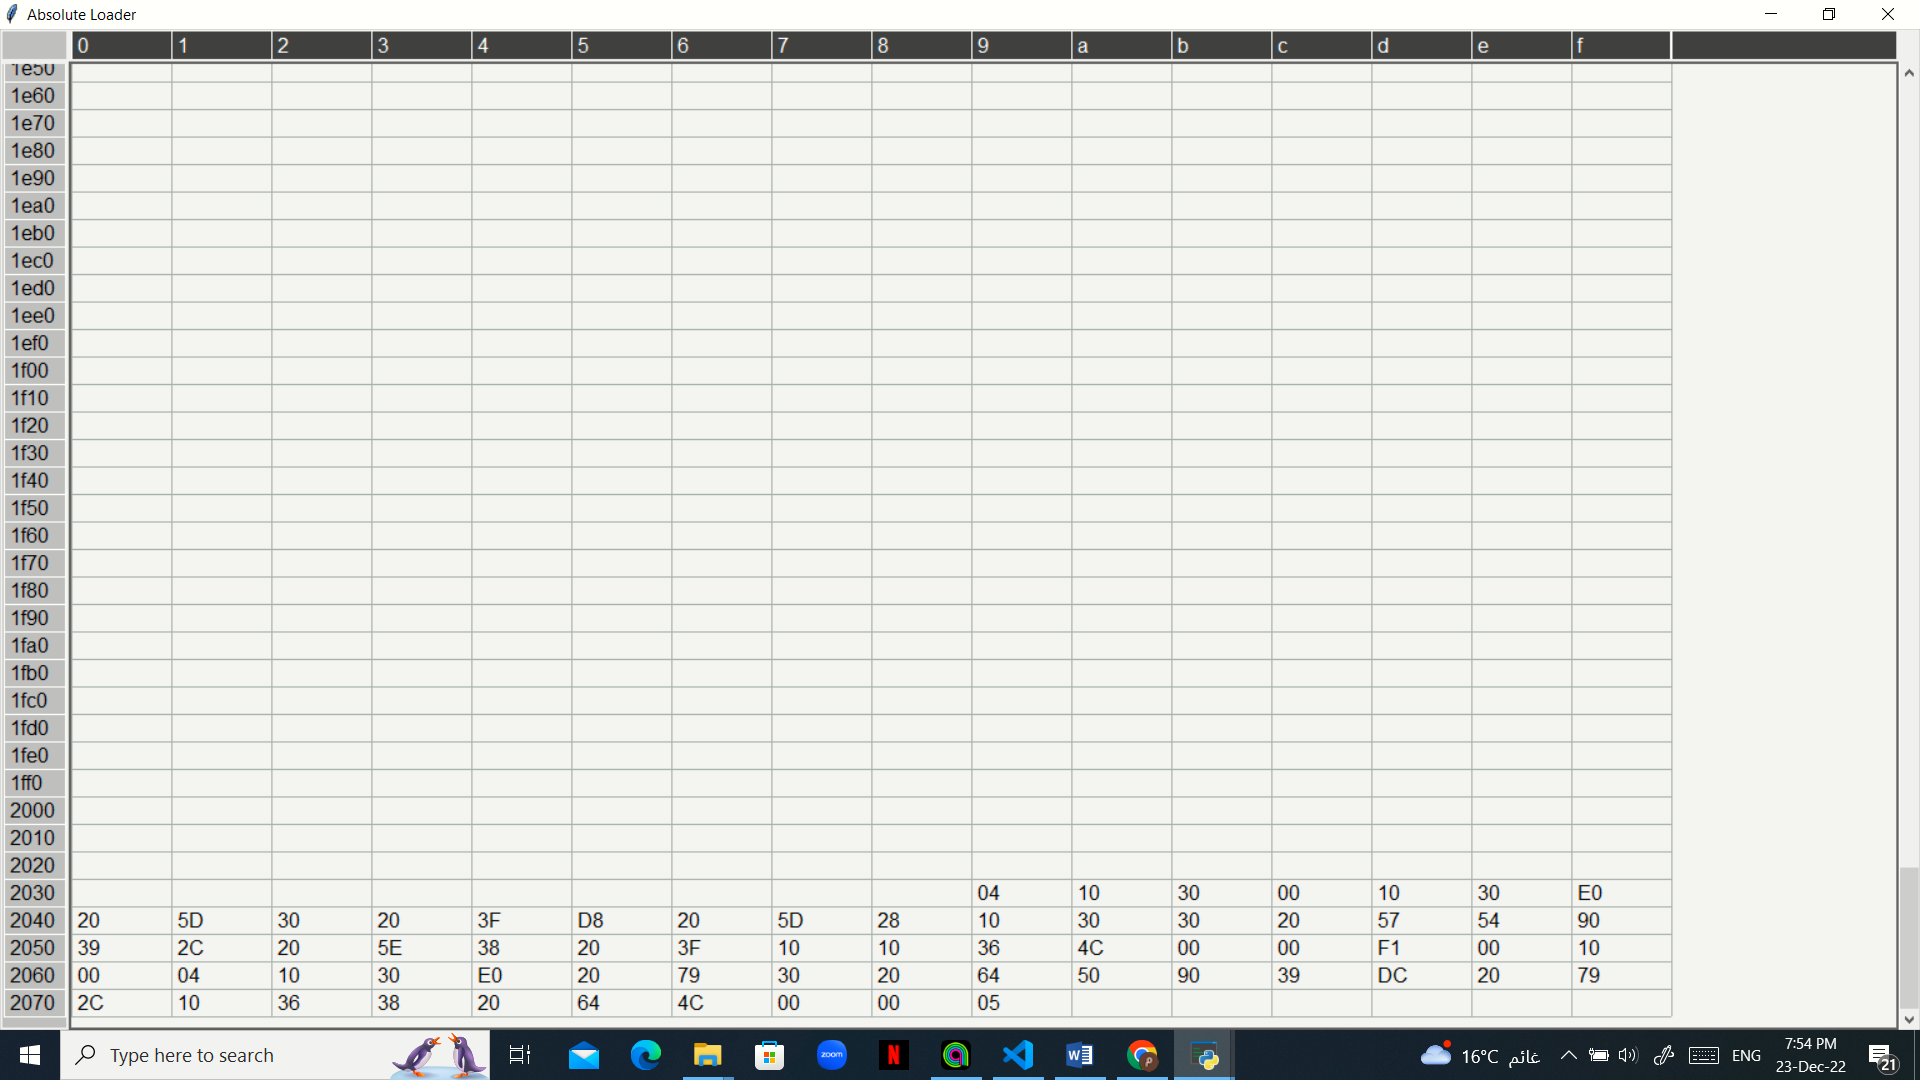 Absolute Loader
0 1 2 3 4 5 6 7 8 9 a b c d e f
1e50
1e60
1e70
1e80
1e90
1ea0
1eb0
1ec0
1ed0
1ee0
1ef0
1f00
1f10
1f20
1f30
1f40
1f50
1f60
1f70
1f80
1f90
1fa0
1fb0
1fc0
1fd0
1fe0
1ff0
2000
2010
2020
2030 04 10 30 00 10 30 E0
2040 20 5D 30 20 3F D8 20 5D 28 10 30 30 20 57 54 90
2050 39 2C 20 5E 38 20 3F 10 10 36 4C 00 00 F1 00 10
2060 00 04 10 30 E0 20 79 30 20 64 50 90 39 DC 20 79
2070 2C 10 36 38 20 64 4C 00 00 05
Type here to search
zoom
N
W
P
16°C غائم
ENG
7:54 PM
23-Dec-22
21